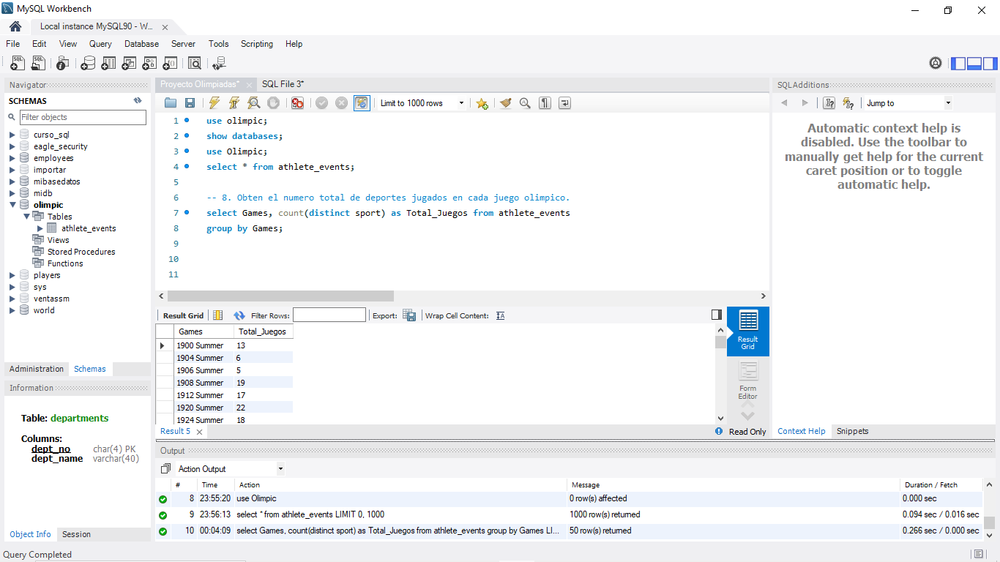 MySQL Workbench
Local instance MySQL90 - W... ×
File Edit View Query Database Server Tools Scripting Help
Navigator
SCHEMAS
Filter objects
curso_sql
eagle_security
employees
importar
mibasedatos
midb
olimpic
Tables
athlete_events
Views
Stored Procedures
Functions
players
sys
ventassm
world
Administration Schemas
Information
Table: departments
Columns:
dept_no char(4) PK
dept_name varchar(40)
Object Info Session
Proyecto Olimpiadas* × SQL File 3*
Limit to 1000 rows
1 use olimpic;
2 show databases;
3 use Olimpic;
4 select * from athlete_events;
5
6 -- 8. Obten el numero total de deportes jugados en cada juego olimpico.
7 select Games, count(distinct sport) as Total_Juegos from athlete_events
8 group by Games;
9
10
11
Result Grid Filter Rows: Export: Wrap Cell Content:
Games Total_Juegos
1900 Summer 13
1904 Summer 6
1906 Summer 5
1908 Summer 19
1912 Summer 17
1920 Summer 22
1924 Summer 18
Result Grid
Form Editor
Result 5 × Read Only
SQLAdditions
Jump to
Automatic context help is
disabled. Use the toolbar to
manually get help for the current
caret position or to toggle
automatic help.
Context Help Snippets
Output
Action Output
# Time Action Message Duration / Fetch
8 23:55:20 use Olimpic 0 row(s) affected 0.000 sec
9 23:56:13 select * from athlete_events LIMIT 0, 1000 1000 row(s) returned 0.094 sec / 0.016 sec
10 00:04:09 select Games, count(distinct sport) as Total_Juegos from athlete_events group by Games LI... 50 row(s) returned 0.266 sec / 0.000 sec
Query Completed